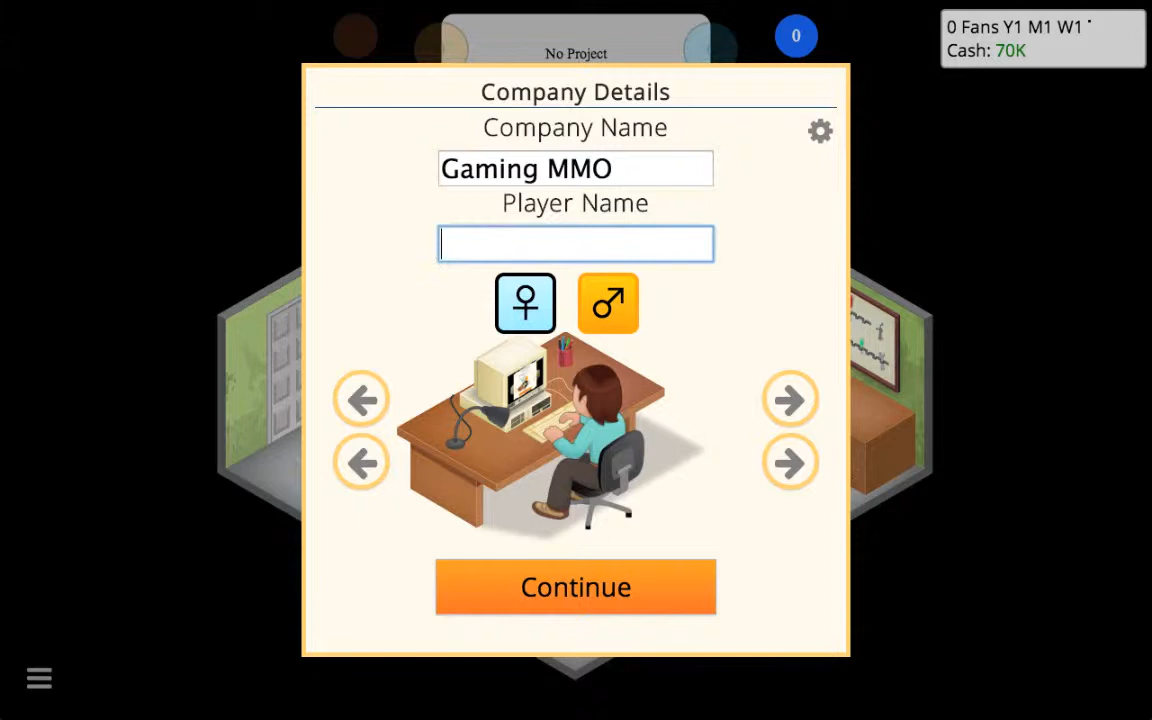 0
No Project
0 Fans Y1 M1 W1
Cash: 70K
Company Details
Company Name
Gaming MMO
Player Name
Continue